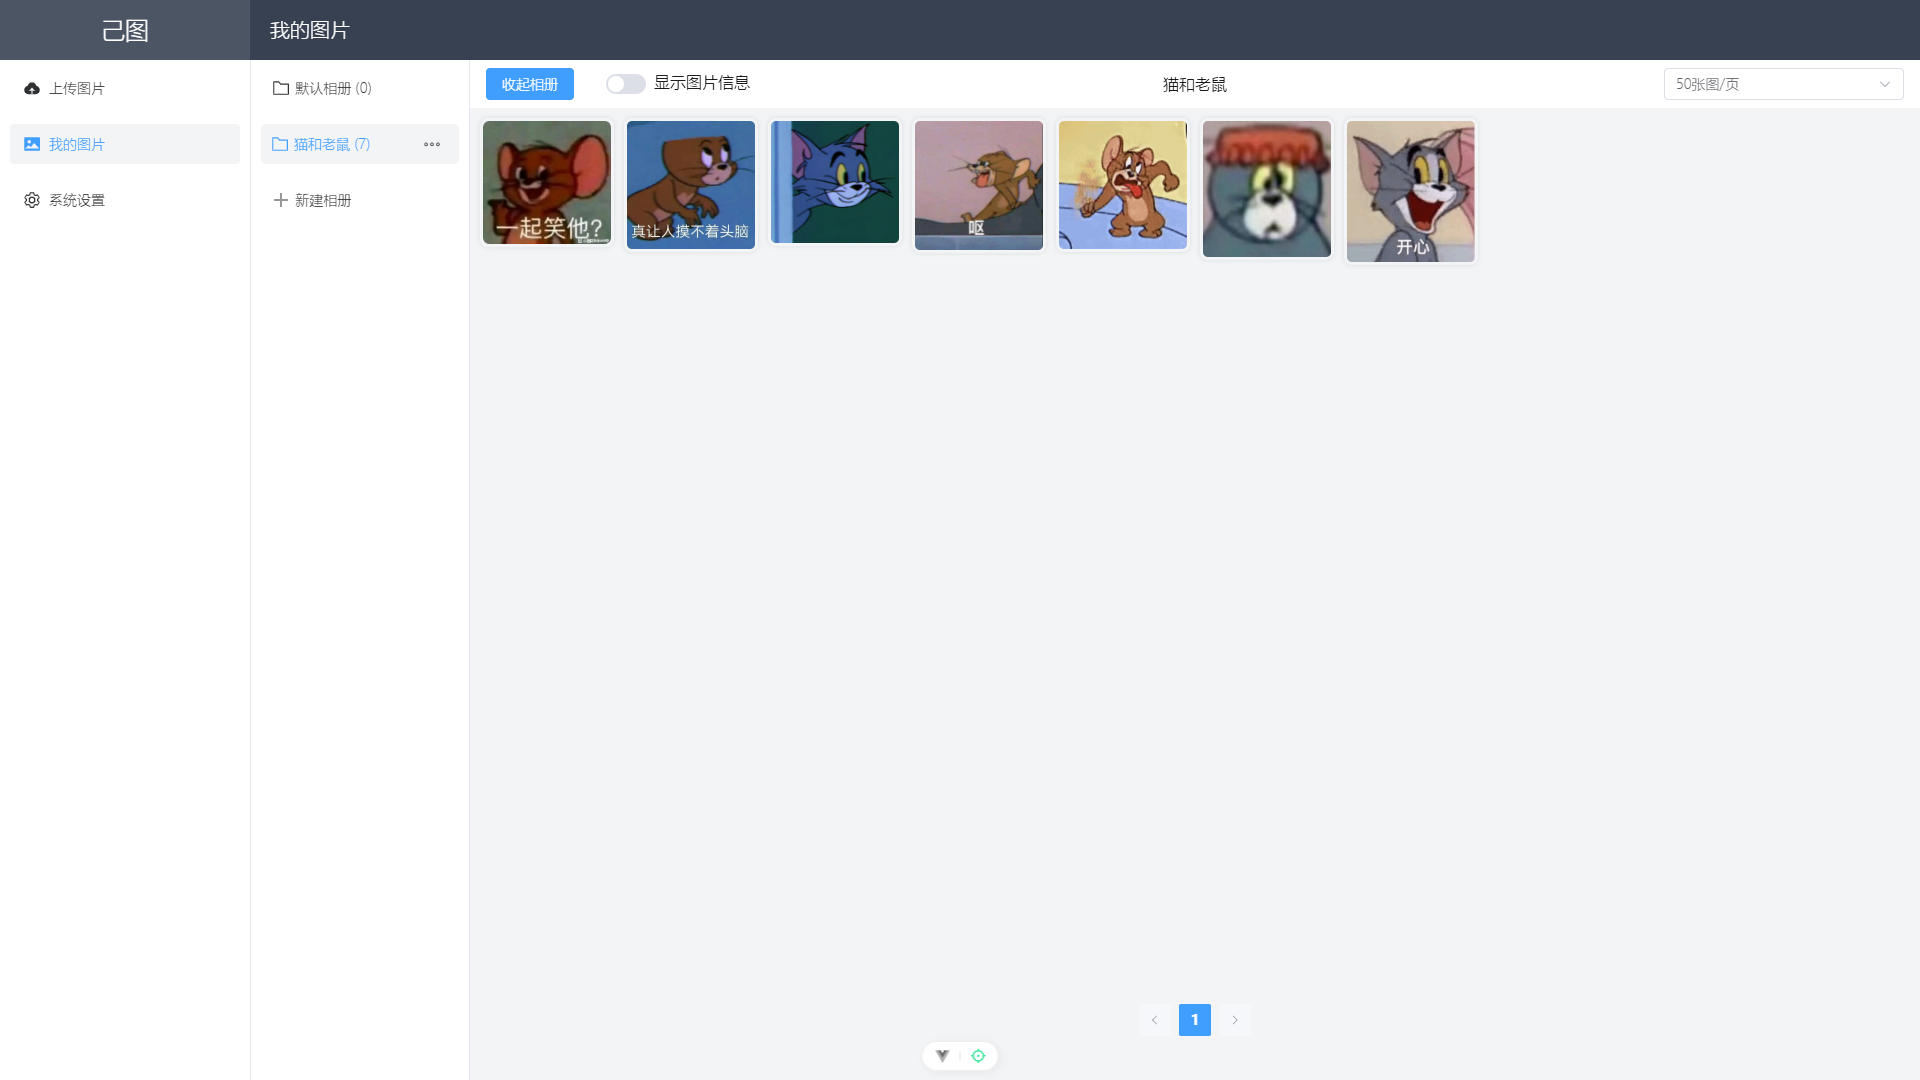 己图
我的图片
上传图片
我的图片
系统设置
默认相册 (0)
猫和老鼠 (7)
新建相册
收起相册
显示图片信息
猫和老鼠
50张图/页
一起笑他?
真让人摸不着头脑
呕
开心
1